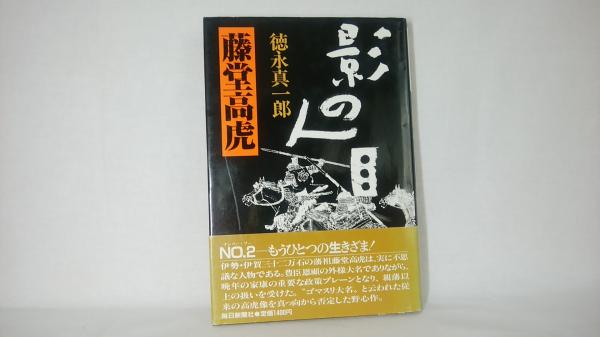 影の人
徳永真一郎
藤堂高虎
NO.2―もうひとつの生きざま!
伊勢・伊賀三十二万石の藩祖藤堂高虎は、実に不思
議な人物である。豊臣恩顧の外様大名でありながら、
晩年の家康の重要な政策ブレーンとなり、親藩以
上の扱いを受けた。“ゴマスリ大名”と云われた従
来の高虎像を真っ向から否定した野心作。
毎日新聞社●定価1400円